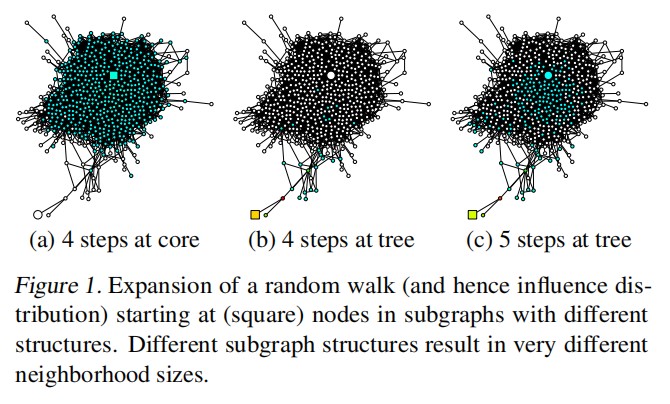 (a) 4 steps at core (b) 4 steps at tree (c) 5 steps at tree
Figure 1. Expansion of a random walk (and hence influence dis-
tribution) starting at (square) nodes in subgraphs with different
structures. Different subgraph structures result in very different
neighborhood sizes.